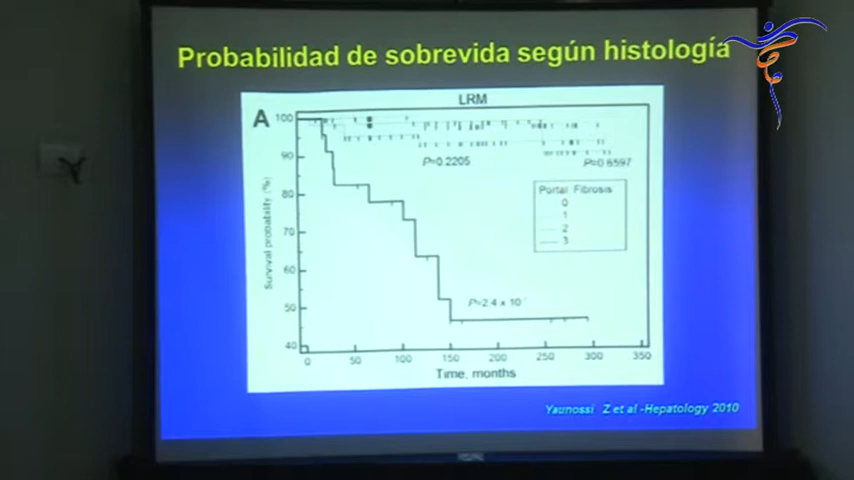 Probabilidad de sobrevida según histología
LRM
A
100
90
80
70
60
50
40
Survival probability (%)
P=0.2205
P=0.6597
Portal Fibrosis
0
1
2
3
P=2.4 x 10
0 50 100 150 200 250 300 350
Time, months
Yaunossi Z et al -Hepatology 2010